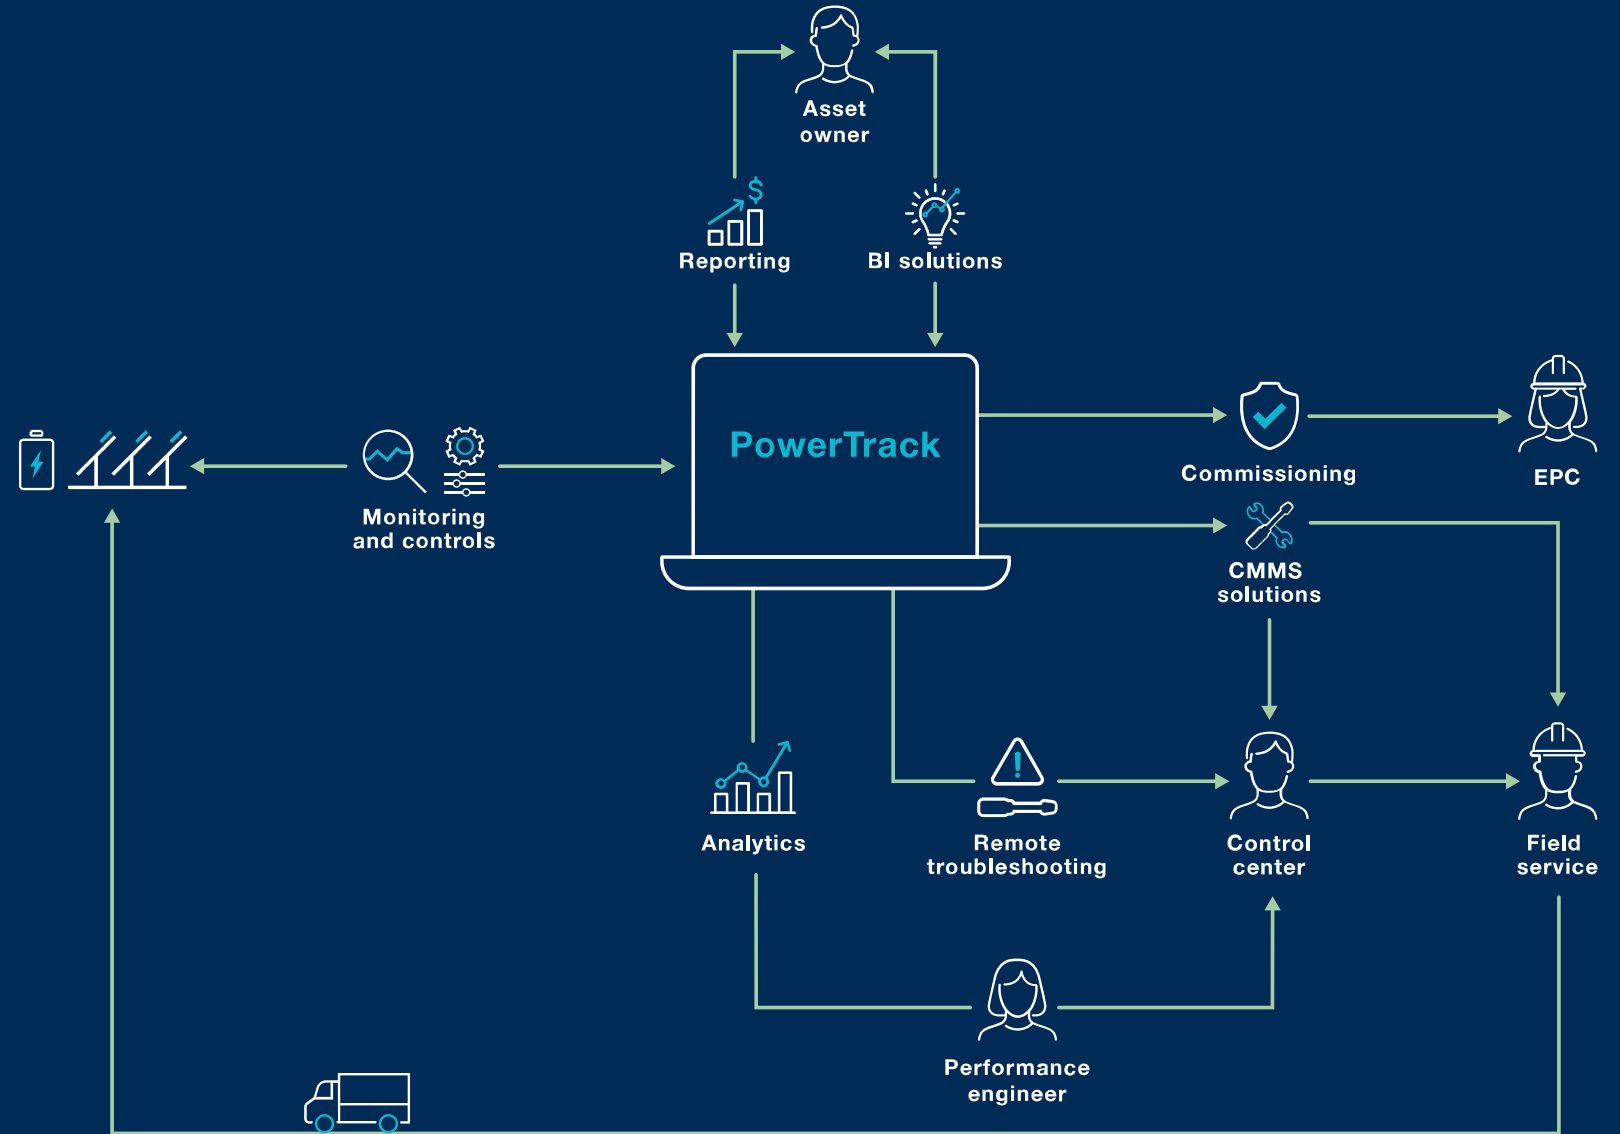 Asset
owner
$
Reporting
BI solutions
PowerTrack
Monitoring
and controls
Commissioning
EPC
CMMS
solutions
Analytics
Remote
troubleshooting
Control
center
Field
service
Performance
engineer